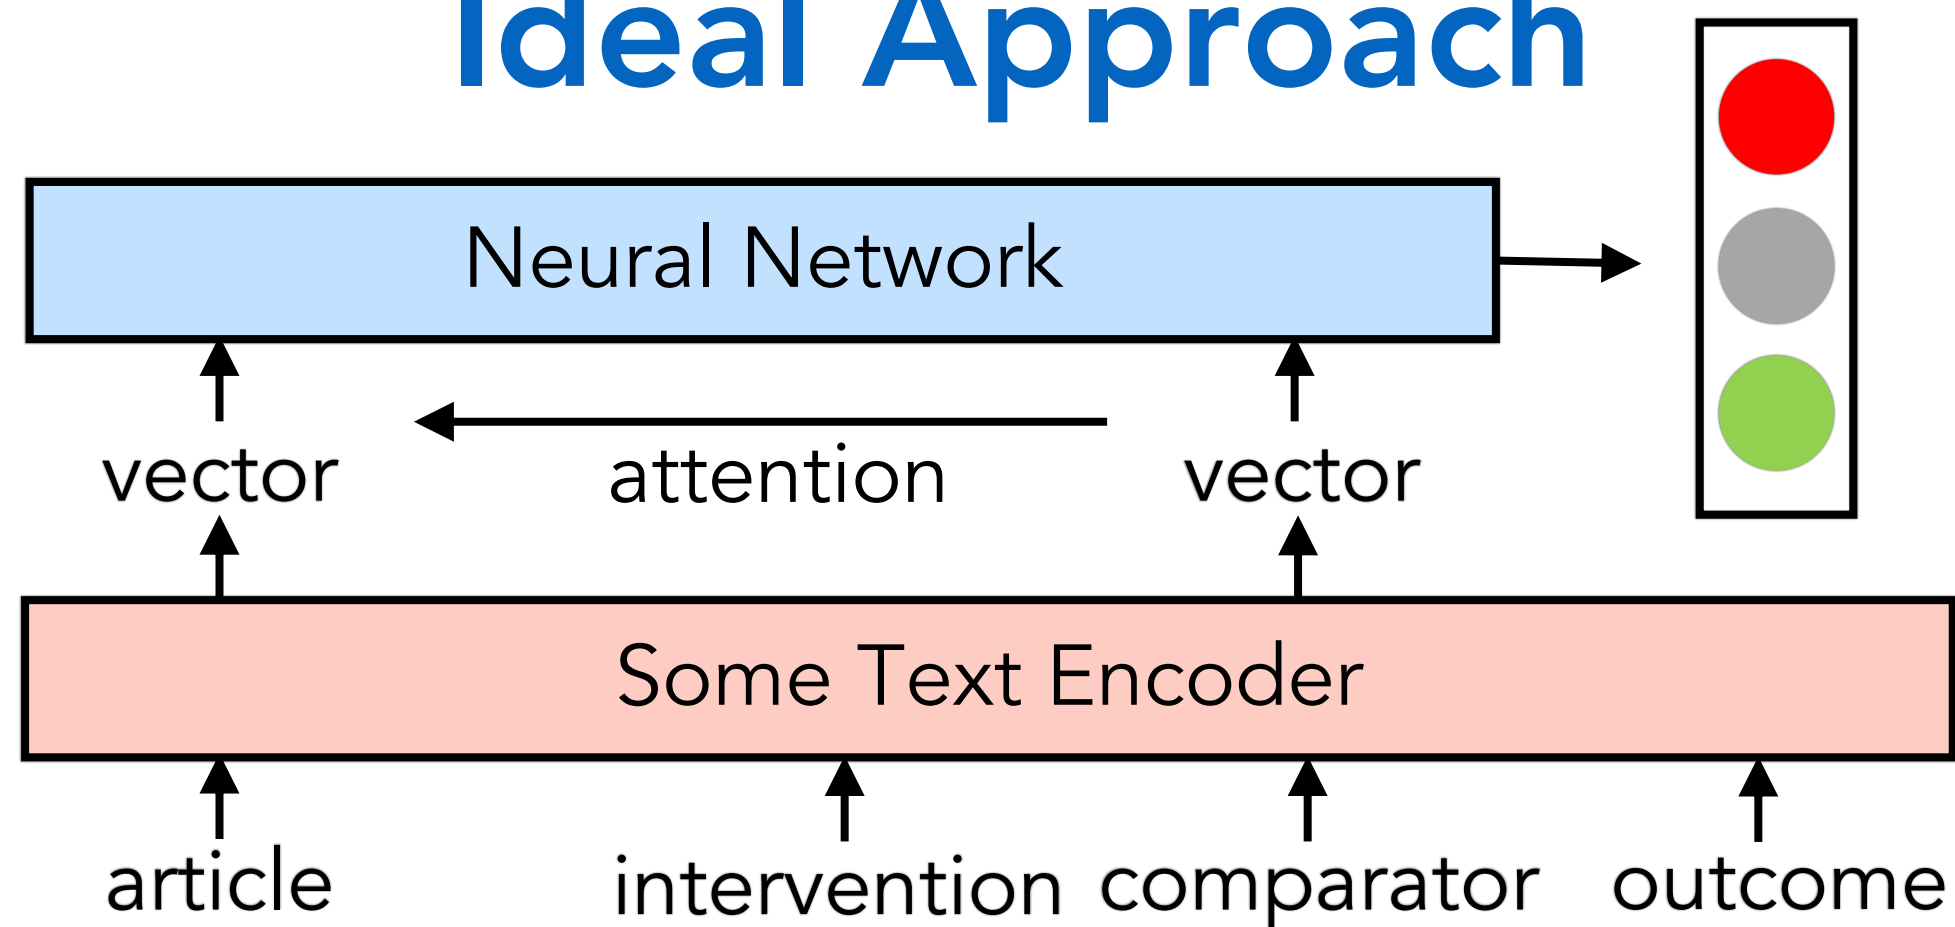 Ideal Approach
Neural Network
vector attention vector
Some Text Encoder
article intervention comparator outcome